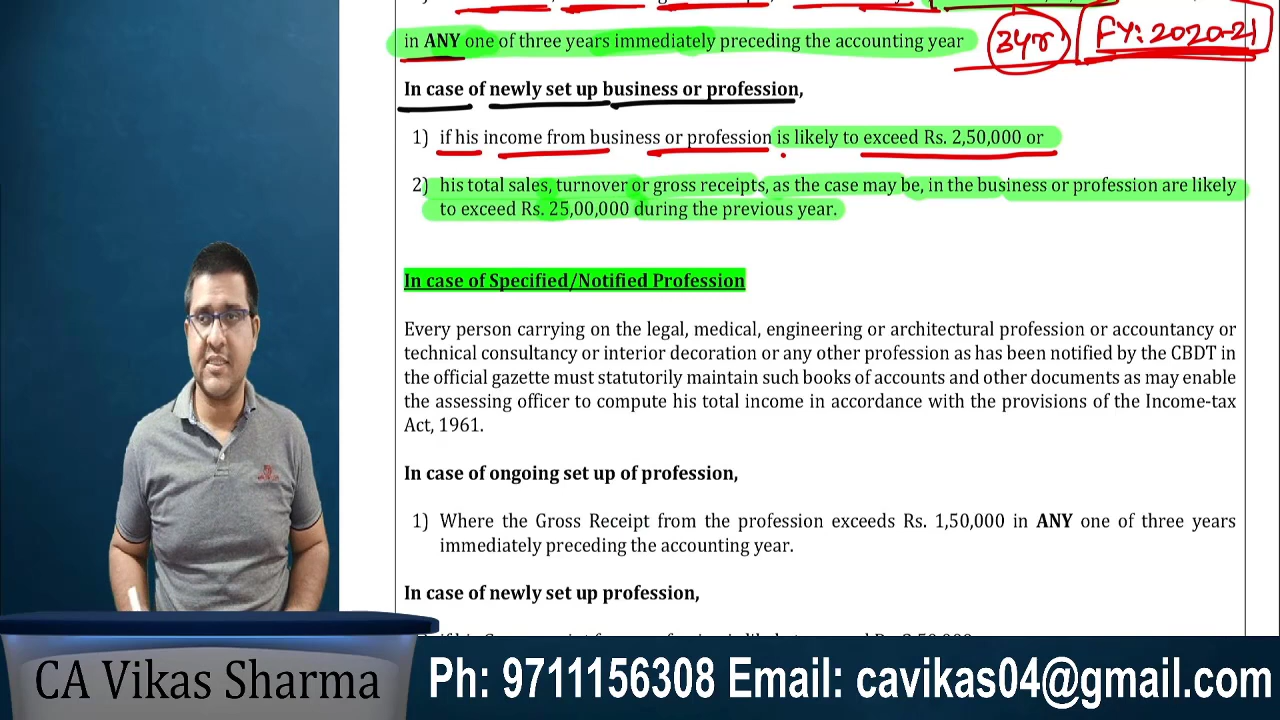 in ANY one of three years immediately preceding the accounting year
3yr
FY: 2020-21
In case of newly set up business or profession,
1) if his income from business or profession is likely to exceed Rs. 2,50,000 or
2) his total sales, turnover or gross receipts, as the case may be, in the business or profession are likely
to exceed Rs. 25,00,000 during the previous year.
In case of Specified/Notified Profession
Every person carrying on the legal, medical, engineering or architectural profession or accountancy or
technical consultancy or interior decoration or any other profession as has been notified by the CBDT in
the official gazette must statutorily maintain such books of accounts and other documents as may enable
the assessing officer to compute his total income in accordance with the provisions of the Income-tax
Act, 1961.
In case of ongoing set up of profession,
1) Where the Gross Receipt from the profession exceeds Rs. 1,50,000 in ANY one of three years
immediately preceding the accounting year.
In case of newly set up profession,
CA Vikas Sharma
Ph: 9711156308 Email: cavikas04@gmail.com